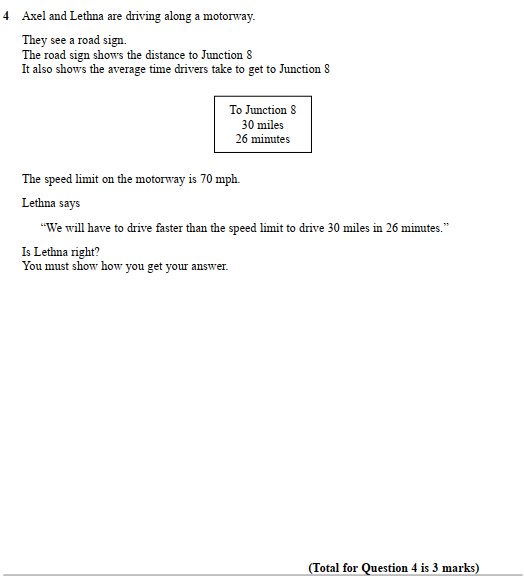 4 Axel and Lethna are driving along a motorway.
They see a road sign.
The road sign shows the distance to Junction 8
It also shows the average time drivers take to get to Junction 8
To Junction 8
30 miles
26 minutes
The speed limit on the motorway is 70 mph.
Lethna says
“We will have to drive faster than the speed limit to drive 30 miles in 26 minutes.”
Is Lethna right?
You must show how you get your answer.
(Total for Question 4 is 3 marks)